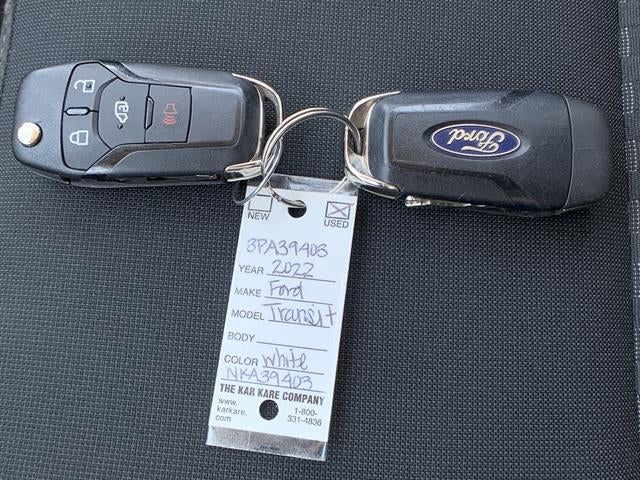 Ford
NEW
USED
3PA39403
YEAR 2022
MAKE Ford
MODEL Transit
BODY
COLOR White
NKA39403
THE KAR KARE COMPANY
www.
karkare.
com
1-800-
331-4836